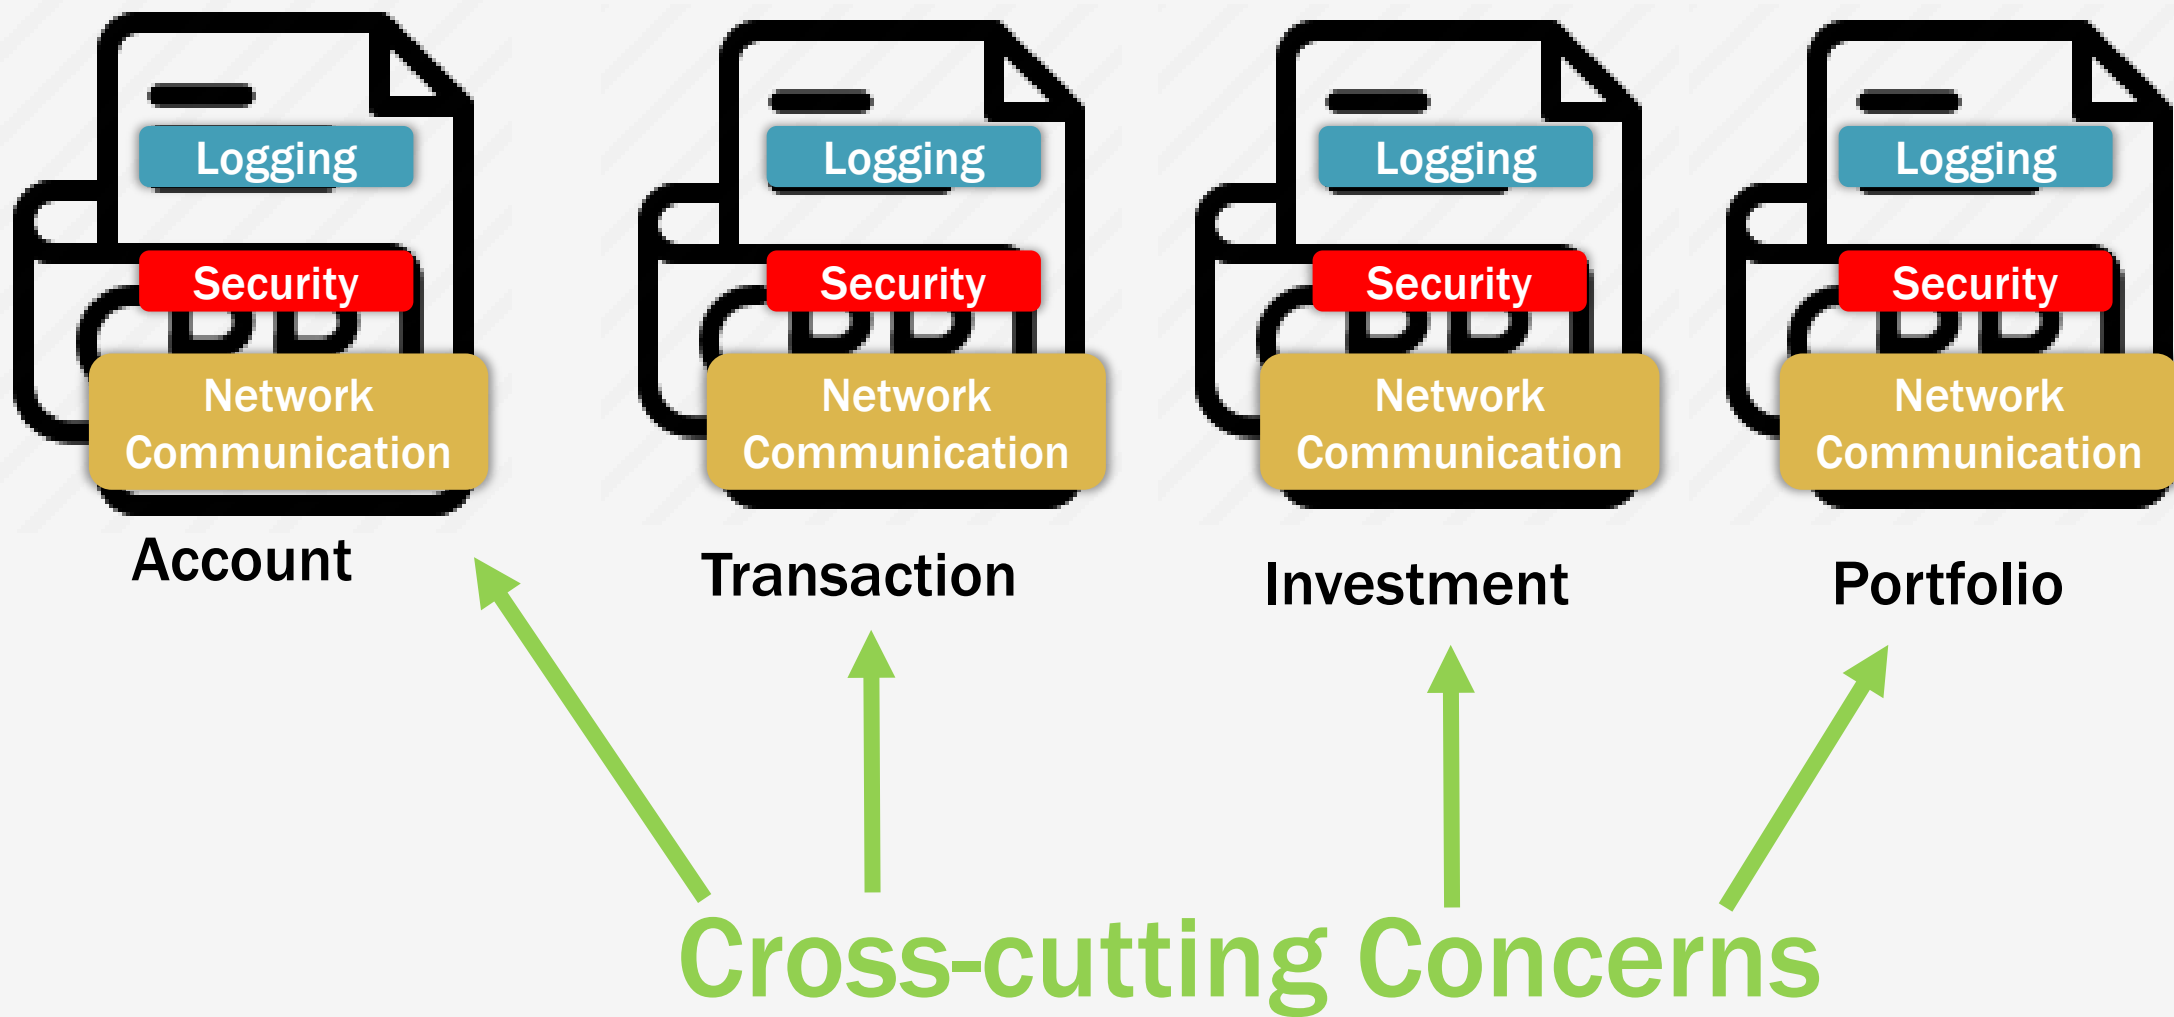 Logging
Security
Network
Communication
Account
Logging
Security
Network
Communication
Transaction
Logging
Security
Network
Communication
Investment
Logging
Security
Network
Communication
Portfolio
Cross-cutting Concerns